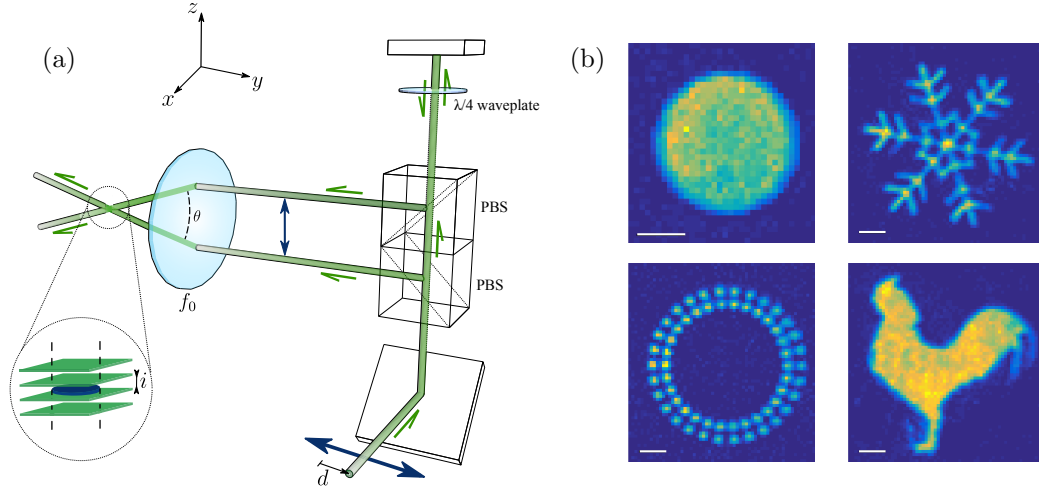 (a)
z
y
x
λ/4 waveplate
PBS
θ
PBS
f₀
i
d
(b)